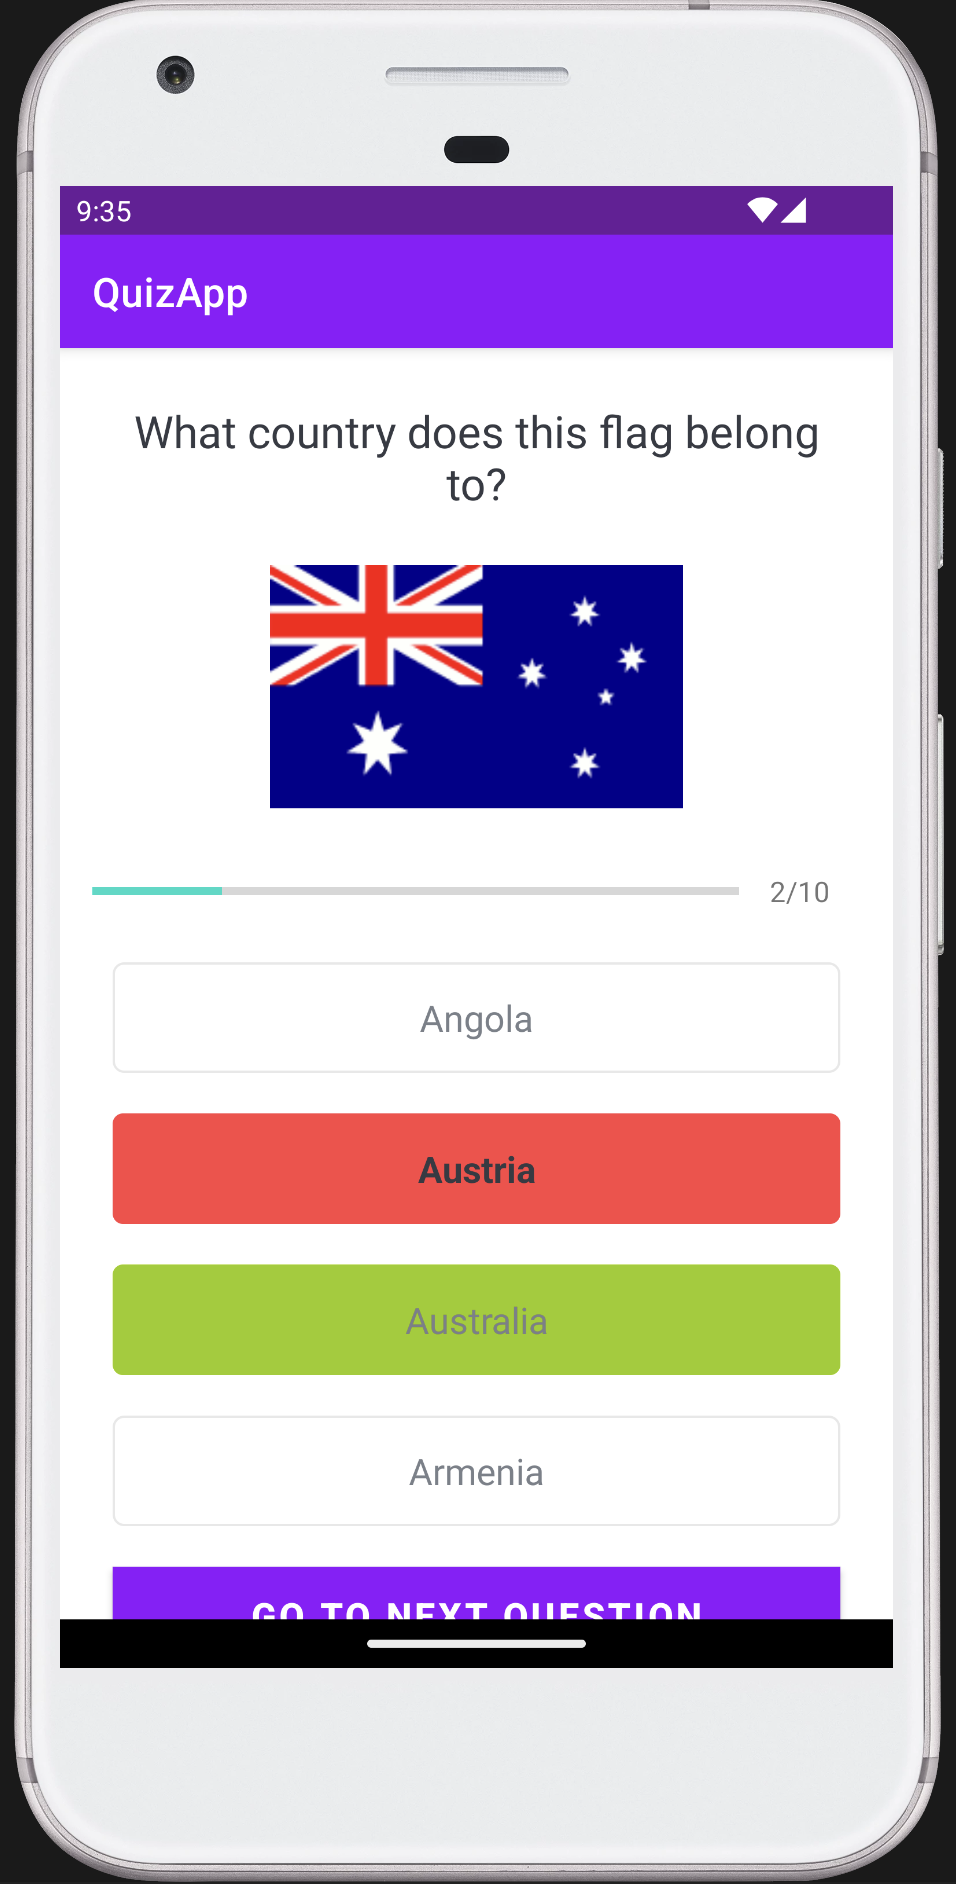 9:35
QuizApp
What country does this flag belong
to?
2/10
Angola
Austria
Australia
Armenia
GO TO NEXT QUESTION